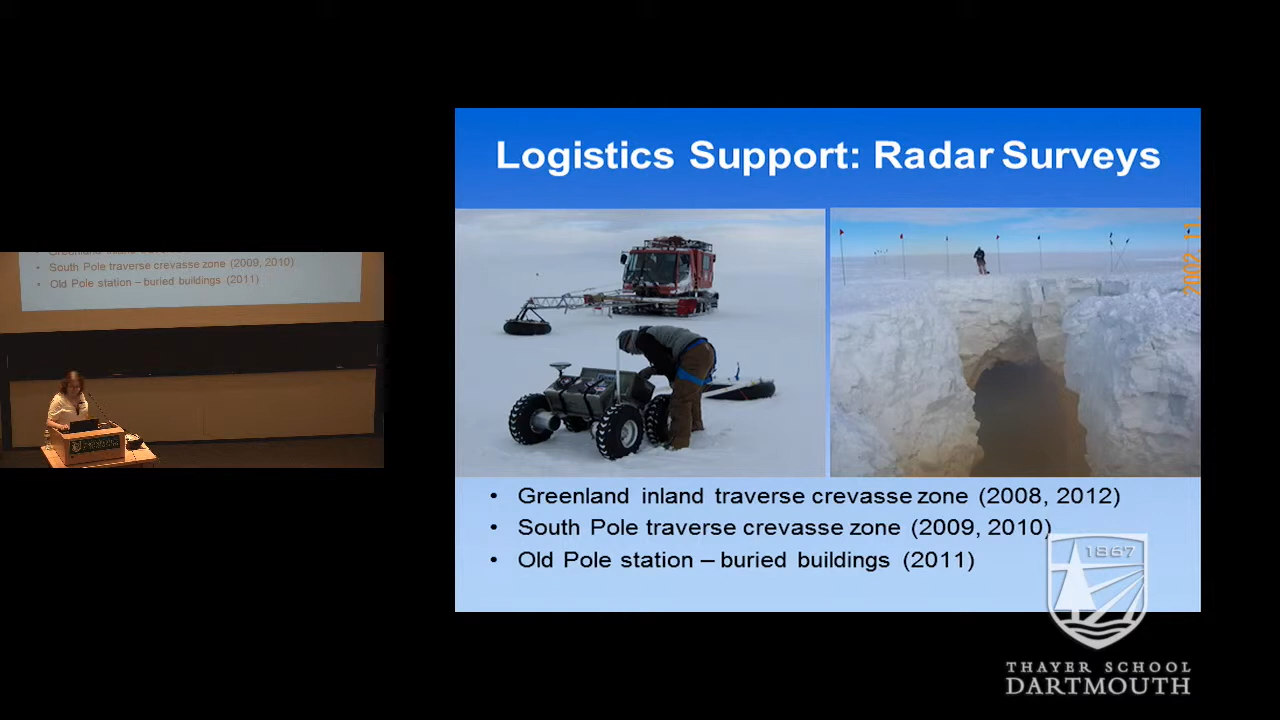 Logistics Support: Radar Surveys
2002 11
• Greenland inland traverse crevasse zone (2008, 2012)
• South Pole traverse crevasse zone (2009, 2010)
• Old Pole station – buried buildings (2011)
• South Pole traverse crevasse zone (2009, 2010)
• Old Pole station – buried buildings (2011)
1867
THAYER SCHOOL
DARTMOUTH